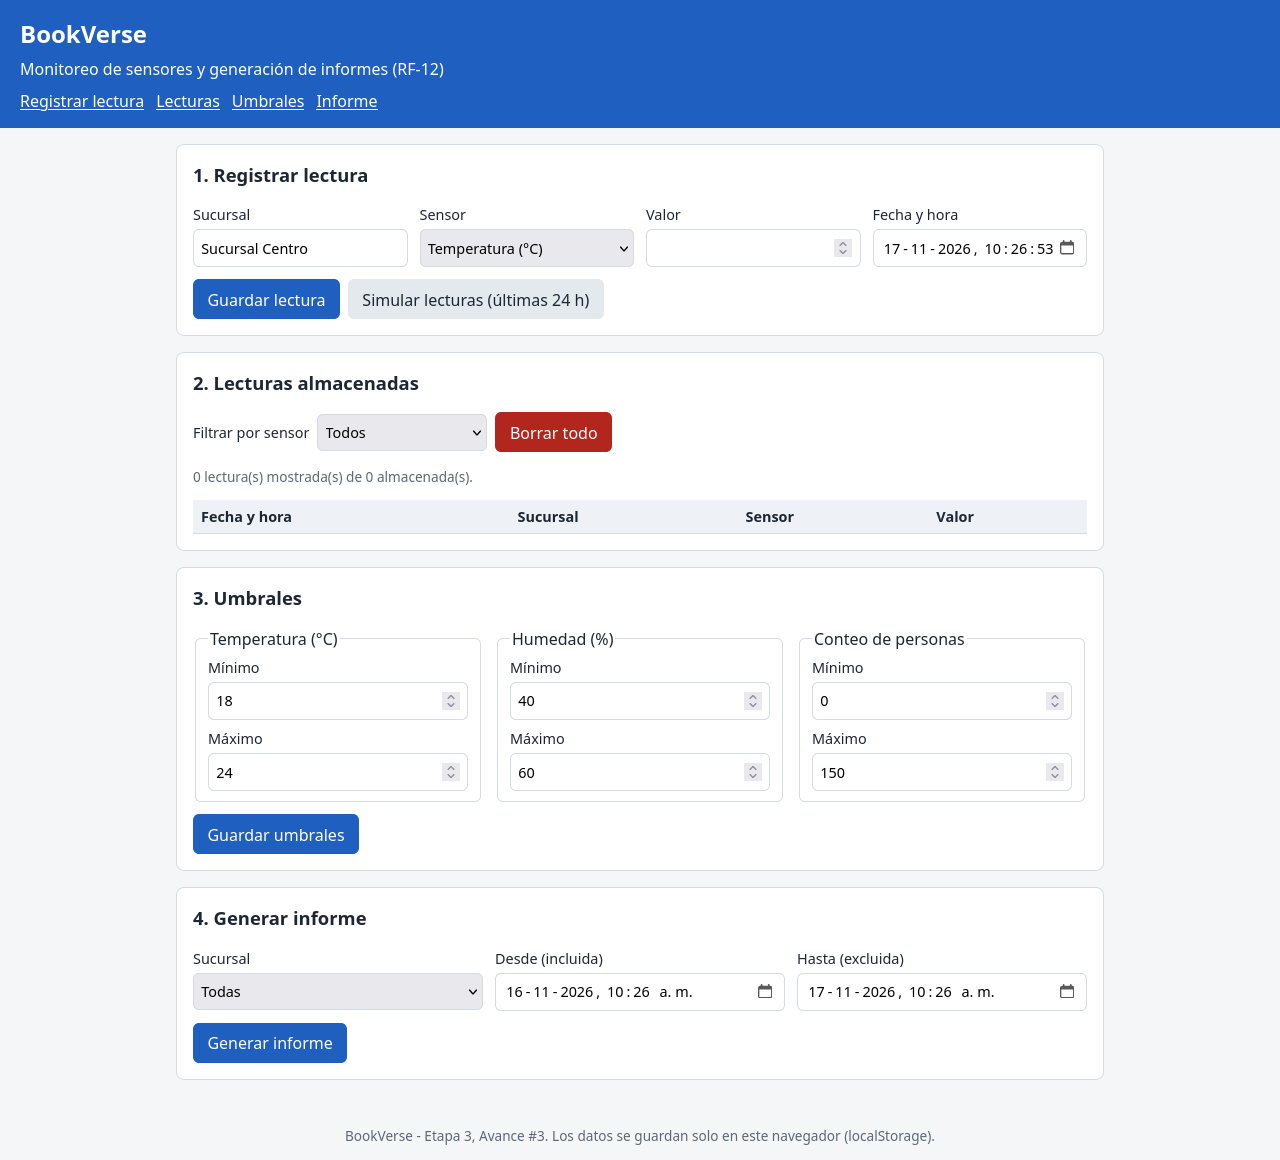 BookVerse
Monitoreo de sensores y generación de informes (RF-12)
Registrar lectura Lecturas Umbrales Informe
1. Registrar lectura
Sucursal Sensor Valor Fecha y hora
Sucursal Centro Temperatura (°C) 17-11-2026, 10:26:53
Guardar lectura Simular lecturas (últimas 24 h)
2. Lecturas almacenadas
Filtrar por sensor Todos Borrar todo
0 lectura(s) mostrada(s) de 0 almacenada(s).
Fecha y hora Sucursal Sensor Valor
3. Umbrales
Temperatura (°C) Humedad (%) Conteo de personas
Mínimo Mínimo Mínimo
18 40 0
Máximo Máximo Máximo
24 60 150
Guardar umbrales
4. Generar informe
Sucursal Desde (incluida) Hasta (excluida)
Todas 16-11-2026, 10:26 a. m. 17-11-2026, 10:26 a. m.
Generar informe
BookVerse - Etapa 3, Avance #3. Los datos se guardan solo en este navegador (localStorage).